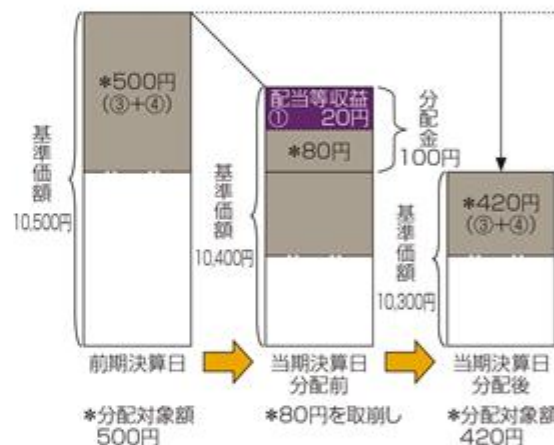 *500円
(③+④)
基準価額
10,500円
前期決算日
*分配対象額
500円
配当等収益
① 20円
*80円
分配金
100円
基準価額
10,400円
当期決算日
分配前
*80円を取崩し
*420円
(③+④)
基準価額
10,300円
当期決算日
分配後
*分配対象額
420円